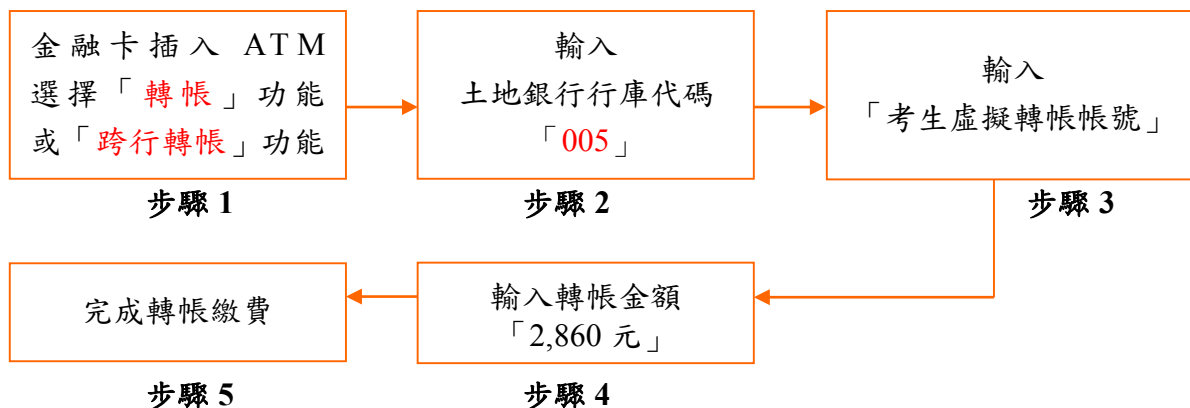 金融卡插入 ATM
選擇「轉帳」功能
或「跨行轉帳」功能
步驟 1
輸入
土地銀行行庫代碼
「005」
步驟 2
輸入
「考生虛擬轉帳帳號」
步驟 3
輸入轉帳金額
「2,860 元」
步驟 4
完成轉帳繳費
步驟 5